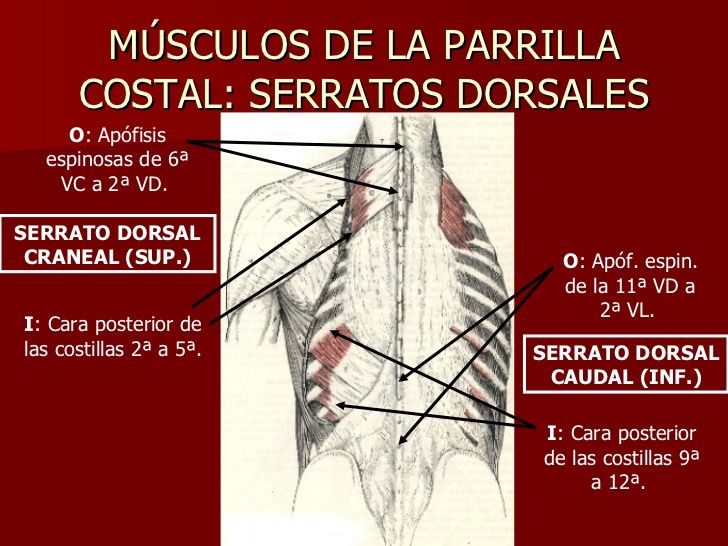 MÚSCULOS DE LA PARRILLA
COSTAL: SERRATOS DORSALES
O: Apófisis
espinosas de 6ª
VC a 2ª VD.
SERRATO DORSAL
CRANEAL (SUP.)
I: Cara posterior de
las costillas 2ª a 5ª.
O: Apóf. espin.
de la 11ª VD a
2ª VL.
SERRATO DORSAL
CAUDAL (INF.)
I: Cara posterior
de las costillas 9ª
a 12ª.